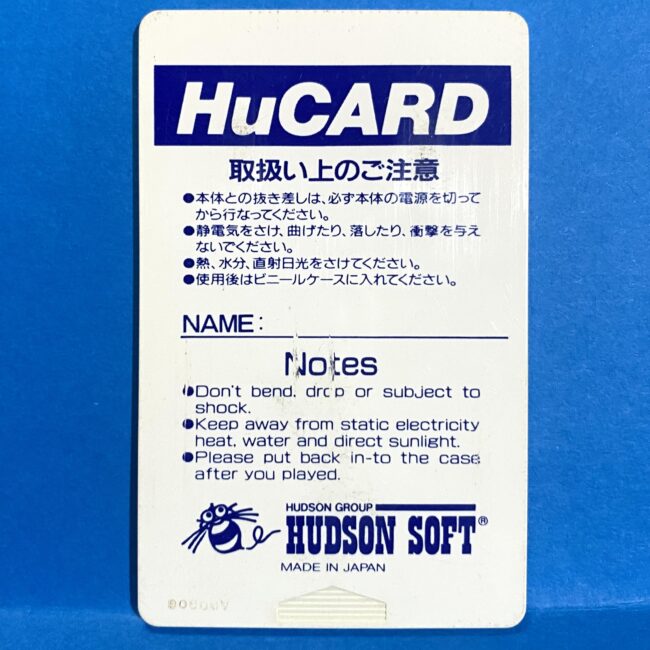 HuCARD
取扱い上のご注意
●本体との抜き差しは、必ず本体の電源を切って
から行なってください。
●静電気をさけ、曲げたり、落したり、衝撃を与え
ないでください。
●熱、水分、直射日光をさけてください。
●使用後はビニールケースに入れてください。
NAME:
Notes
●Don't bend, drop or subject to
shock.
●Keep away from static electricity
heat, water and direct sunlight.
●Please put back in-to the case
after you played.
HUDSON GROUP
HUDSON SOFT®
MADE IN JAPAN